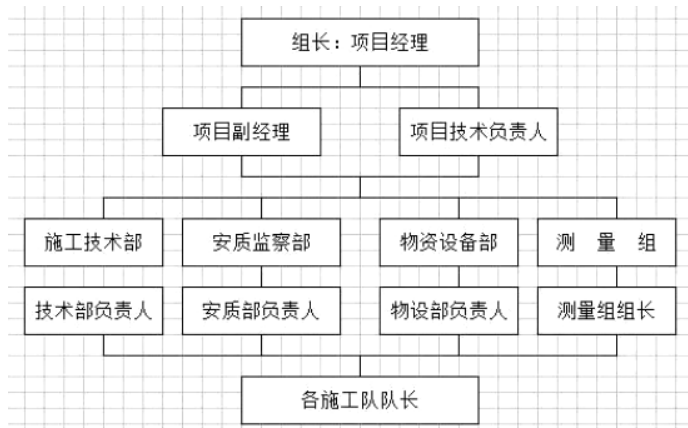 组长：项目经理
项目副经理
项目技术负责人
施工技术部
安质监察部
物资设备部
测 量 组
技术部负责人
安质部负责人
物设部负责人
测量组组长
各施工队队长